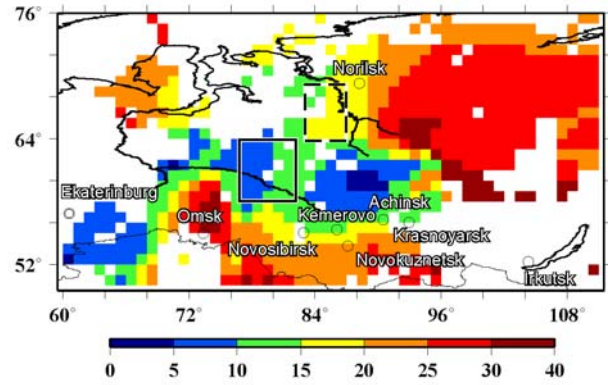 76°
Norilsk
64°
Ekaterinburg
Achinsk
Omsk
Kemerovo
Krasnoyarsk
Novosibirsk
Novokuznetsk
52°
Irkutsk
60° 72° 84° 96° 108°
0 5 10 15 20 25 30 40